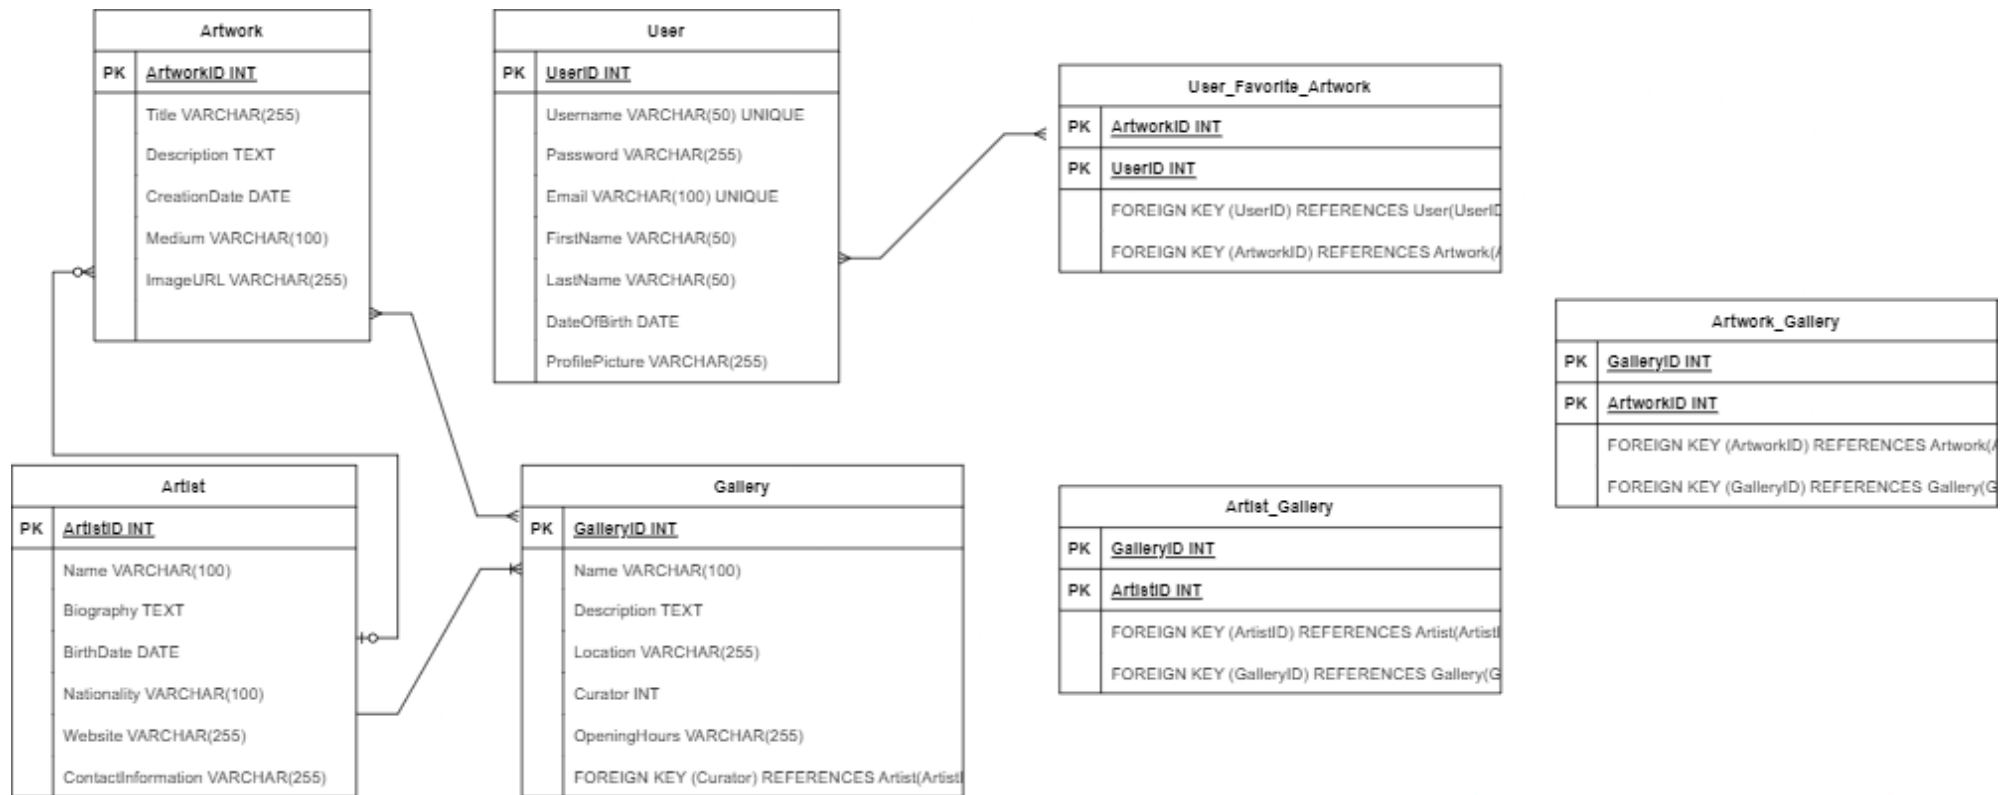 Artwork
PK ArtworkID INT
Title VARCHAR(255)
Description TEXT
CreationDate DATE
Medium VARCHAR(100)
ImageURL VARCHAR(255)
User
PK UserID INT
Username VARCHAR(50) UNIQUE
Password VARCHAR(255)
Email VARCHAR(100) UNIQUE
FirstName VARCHAR(50)
LastName VARCHAR(50)
DateOfBirth DATE
ProfilePicture VARCHAR(255)
User_Favorite_Artwork
PK ArtworkID INT
PK UserID INT
FOREIGN KEY (UserID) REFERENCES User(UserID
FOREIGN KEY (ArtworkID) REFERENCES Artwork(A
Artwork_Gallery
PK GalleryID INT
PK ArtworkID INT
FOREIGN KEY (ArtworkID) REFERENCES Artwork(A
FOREIGN KEY (GalleryID) REFERENCES Gallery(G
Artist
PK ArtistID INT
Name VARCHAR(100)
Biography TEXT
BirthDate DATE
Nationality VARCHAR(100)
Website VARCHAR(255)
ContactInformation VARCHAR(255)
Gallery
PK GalleryID INT
Name VARCHAR(100)
Description TEXT
Location VARCHAR(255)
Curator INT
OpeningHours VARCHAR(255)
FOREIGN KEY (Curator) REFERENCES Artist(ArtistI
Artist_Gallery
PK GalleryID INT
PK ArtistID INT
FOREIGN KEY (ArtistID) REFERENCES Artist(ArtistI
FOREIGN KEY (GalleryID) REFERENCES Gallery(G